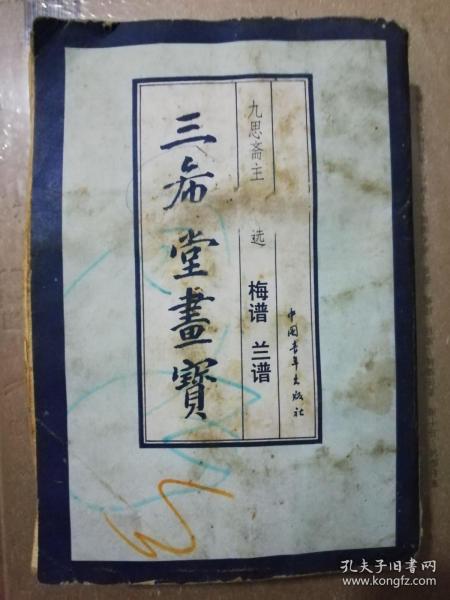 三希堂畫寶
九思斋主 选
梅谱 兰谱
中国青年出版社
孔夫子旧书网
www.kongfz.com